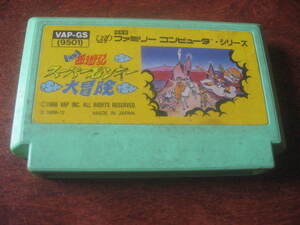 VAP-GS
(9501)
ファミリー コンピュータ・シリーズ
西遊記
スーパーモンキー
大冒険
©1986 VAP INC. ALL RIGHTS RESERVED.
MADE IN JAPAN